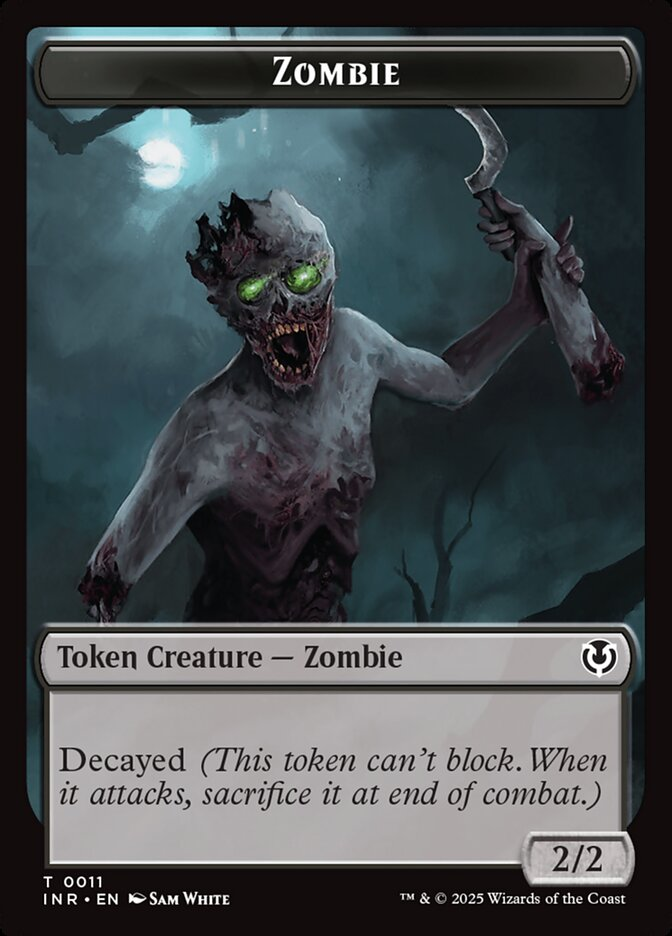 Zombie
Token Creature — Zombie
Decayed (This token can't block. When
it attacks, sacrifice it at end of combat.)
2/2
T 0011
INR • EN Sam White
™ & © 2025 Wizards of the Coast